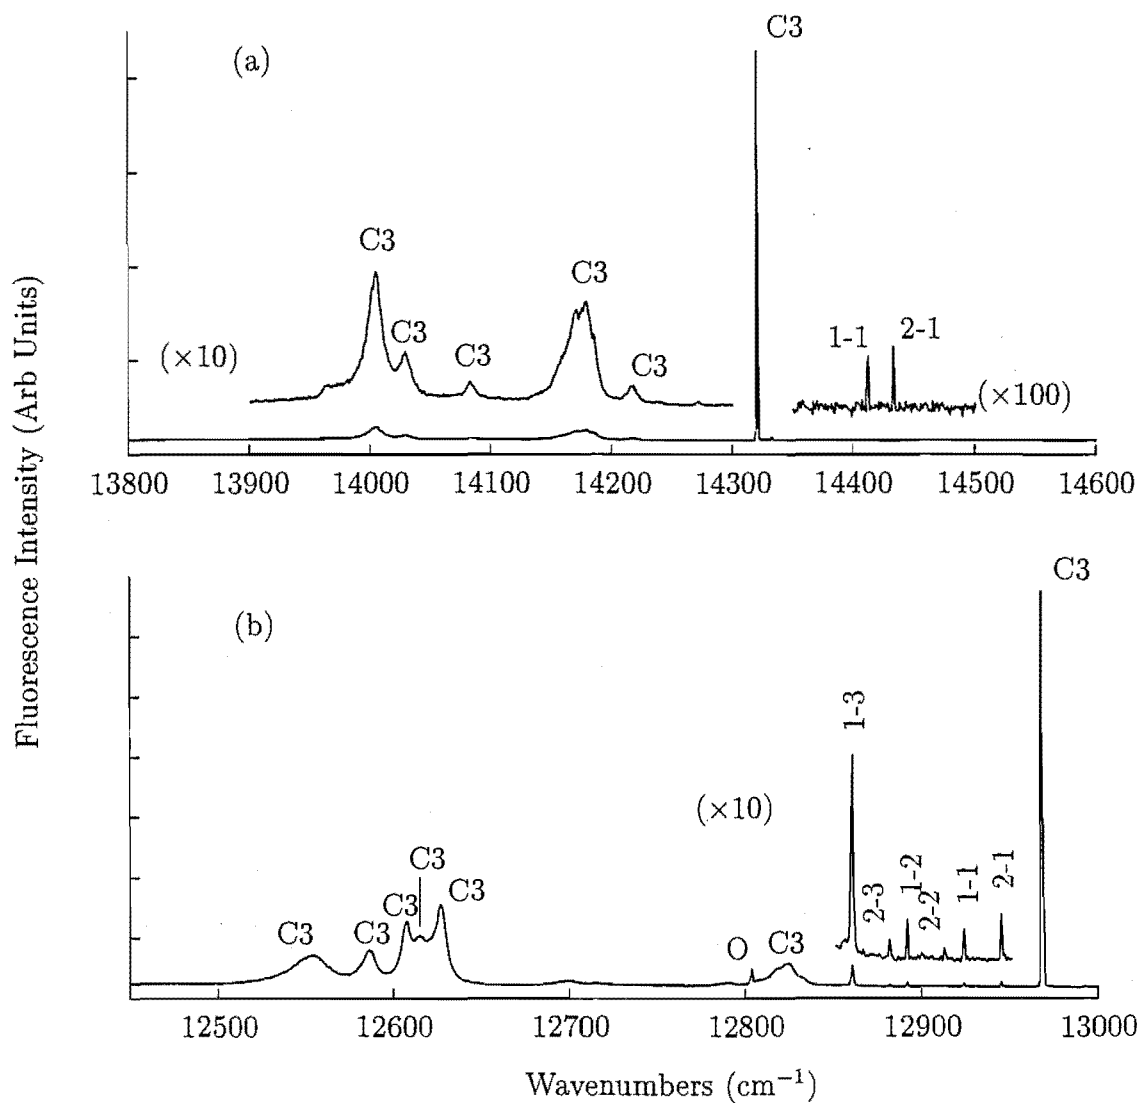 C3
(a)
C3
C3
C3
C3
C3
1-1
2-1
(×10)
(×100)
13800 13900 14000 14100 14200 14300 14400 14500 14600
Fluorescence Intensity (Arb Units)
C3
(b)
1-3
(×10)
C3
C3
C3
C3
C3
O
C3
2-3
1-2
2-2
1-1
2-1
12500 12600 12700 12800 12900 13000
Wavenumbers (cm⁻¹)